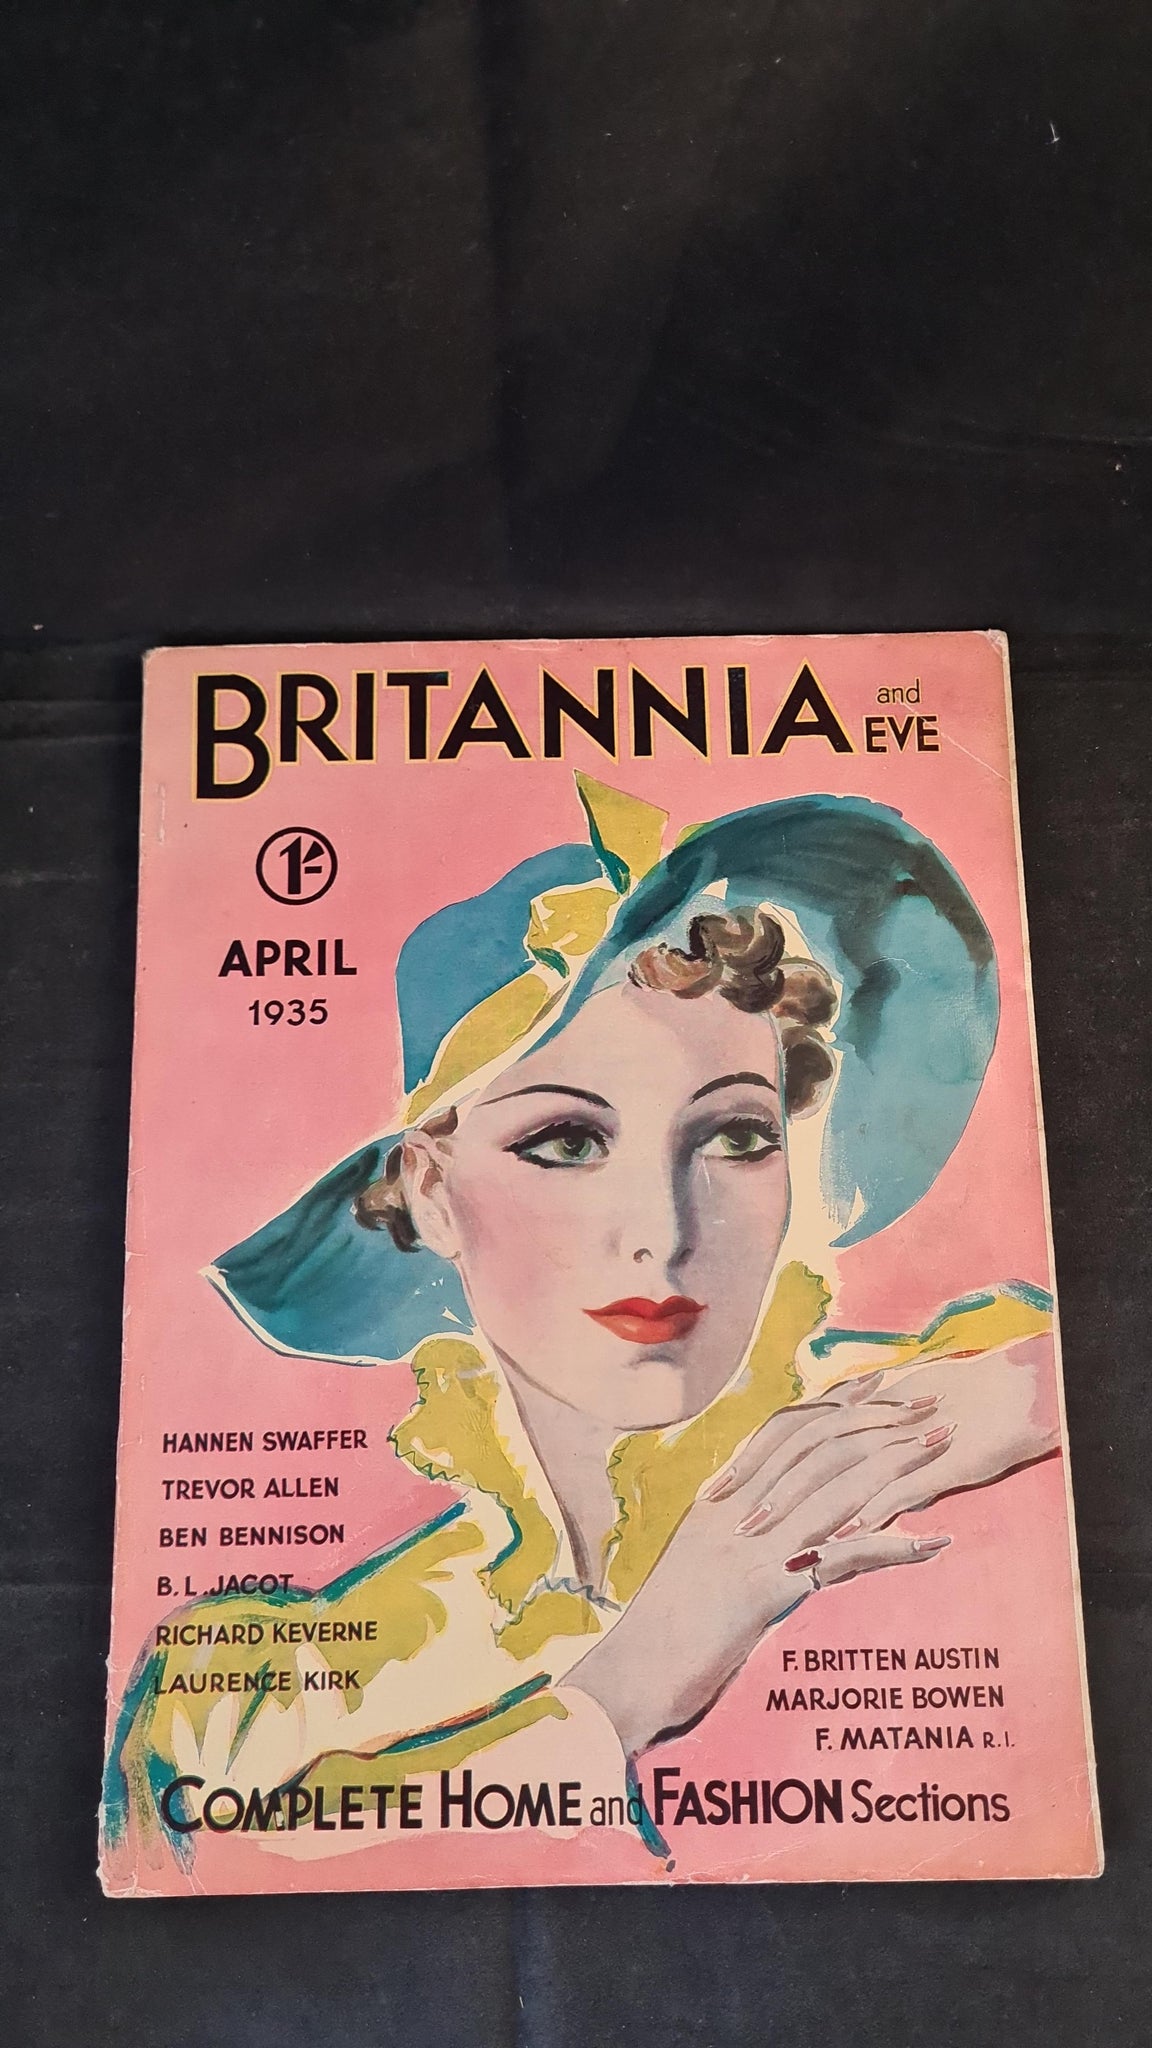 BRITANNIA and EVE
1/-
APRIL
1935
HANNEN SWAFFER
TREVOR ALLEN
BEN BENNISON
B.L.JACOT
RICHARD KEVERNE
LAURENCE KIRK
F. BRITTEN AUSTIN
MARJORIE BOWEN
F. MATANIA R.I.
COMPLETE HOME and FASHION Sections